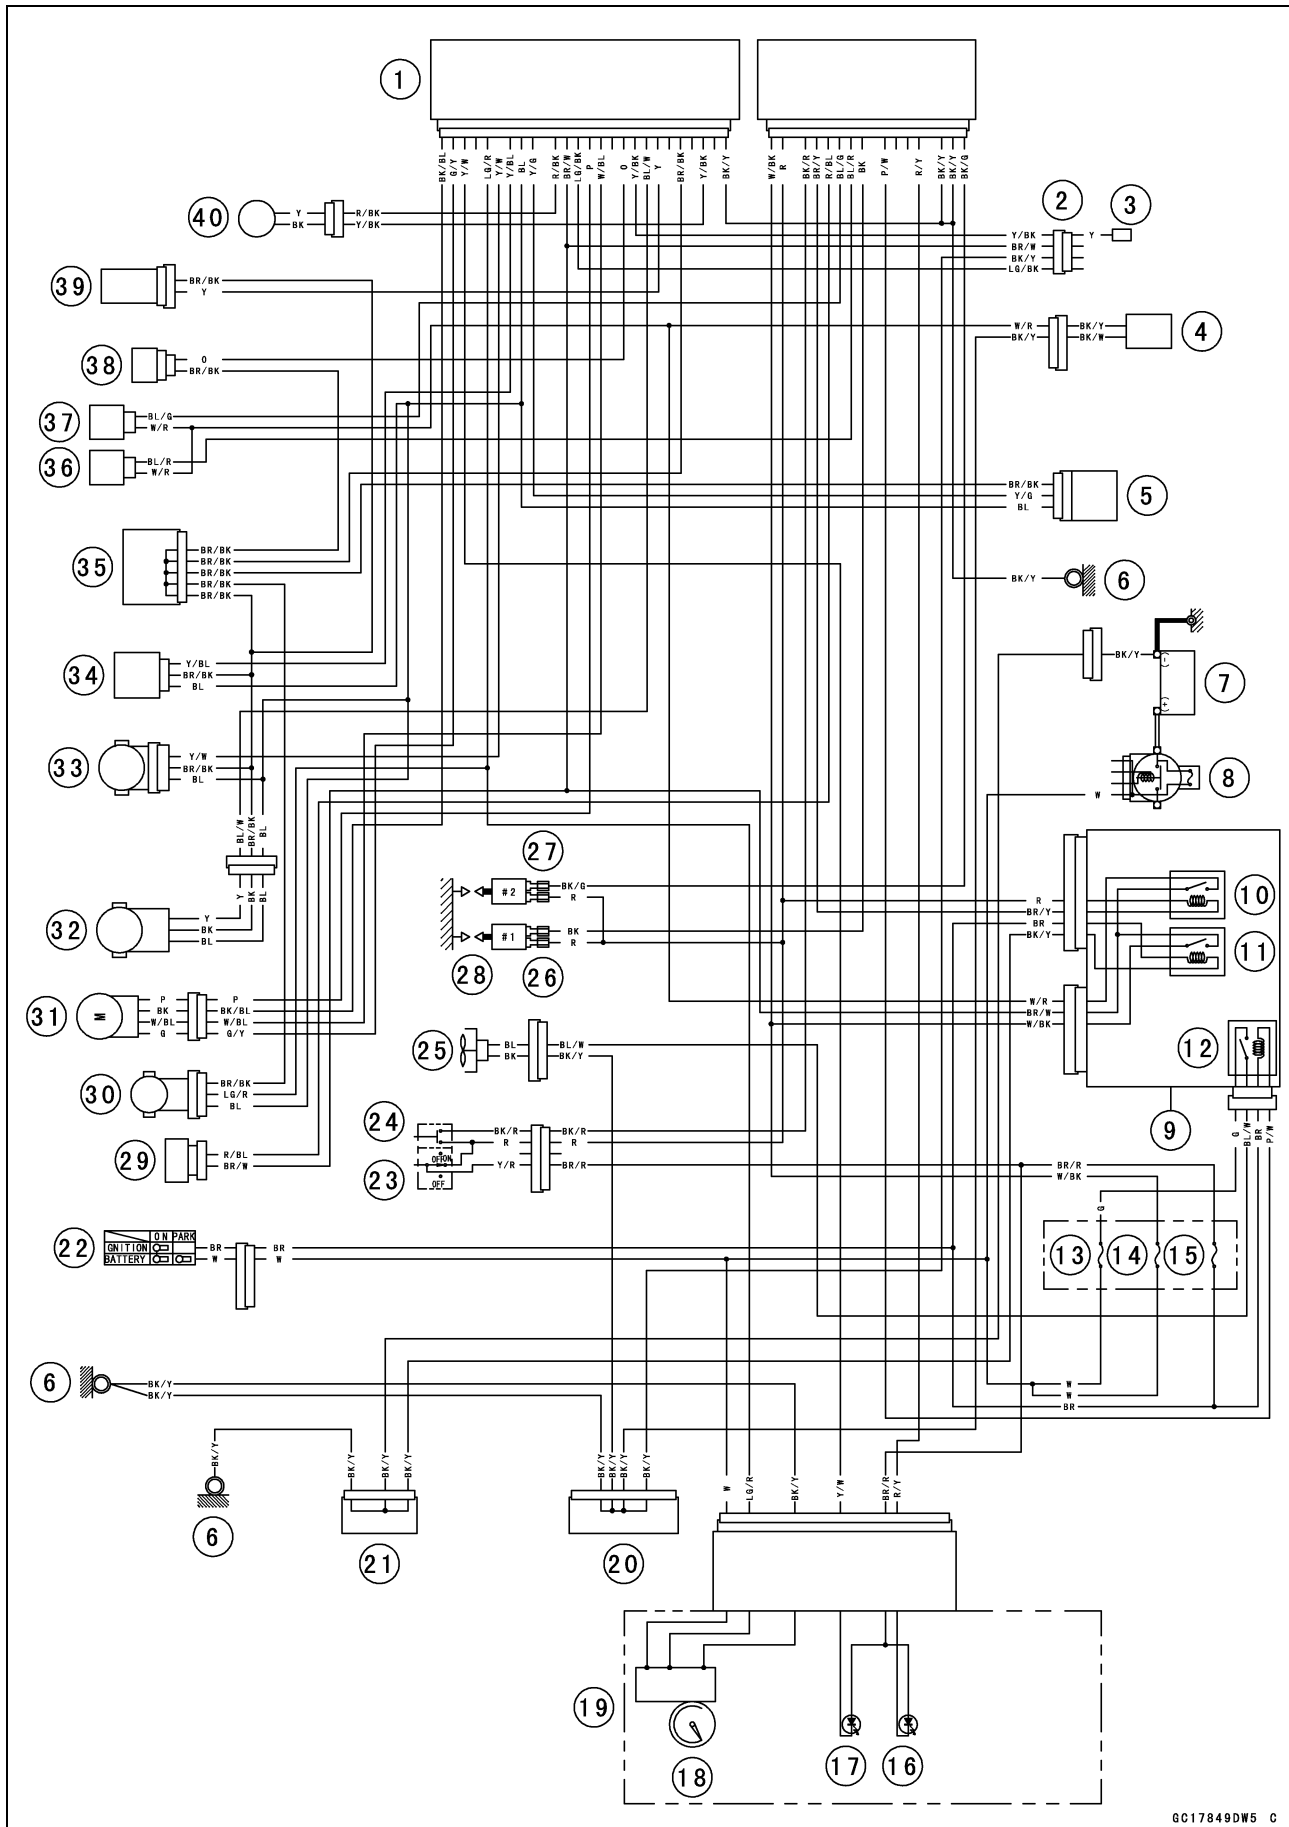 1
BK/BL G/Y Y/W LG/R Y/W Y/BL BL Y/G R/BK BR/W LG/BK P W/BL O Y/BK BL/W Y BR/BK Y/BK BK/Y
W/BK R BK/R BR/Y R/BL BL/G BL/R BK P/W R/Y BK/Y BK/Y BK/G
40 Y R/BK
BK Y/BK
2 3
Y/BK Y
BR/W
BK/Y
LG/BK
39 BR/BK
Y
W/R BK/Y 4
BK/Y BK/W
38 O
BR/BK
37 BL/G
W/R
36 BL/R
W/R
BR/BK 5
Y/G
BL
35 BR/BK
BR/BK
BR/BK
BR/BK
BR/BK
BK/Y 6
34 Y/BL
BR/BK
BL
BK/Y (-)
(+) 7
33 Y/W
BR/BK
BL
W 8
BL/W BR/BK BL
Y BK BL
32 Y
BK
BL
27
#2 BK/G
R
#1 BK
R
28 26
R 10
BR/Y
BR
BK/Y 11
W/R
BR/W
W/BK
12
9
G BL/W BR P/W
31 M P P
BK BK/BL
W/BL W/BL
G G/Y
25 BL BL/W
BK BK/Y
30 BR/BK
LG/R
BL
24 BK/R BK/R
R R
OFF ON
23 Y/R BR/R
OFF
29 R/BL
BR/W
BR/R
W/BK
G
22 ON PARK
GNITION BR BR
BATTERY W W
13 14 15
6 BK/Y
BK/Y
W
W
BR
BK/Y
6
BK/Y BK/Y BK/Y
21
BK/Y BK/Y BK/Y BK/Y
20
W LG/R BK/Y Y/W BR/R R/Y
19
18 17 16
GC17849DW5 C